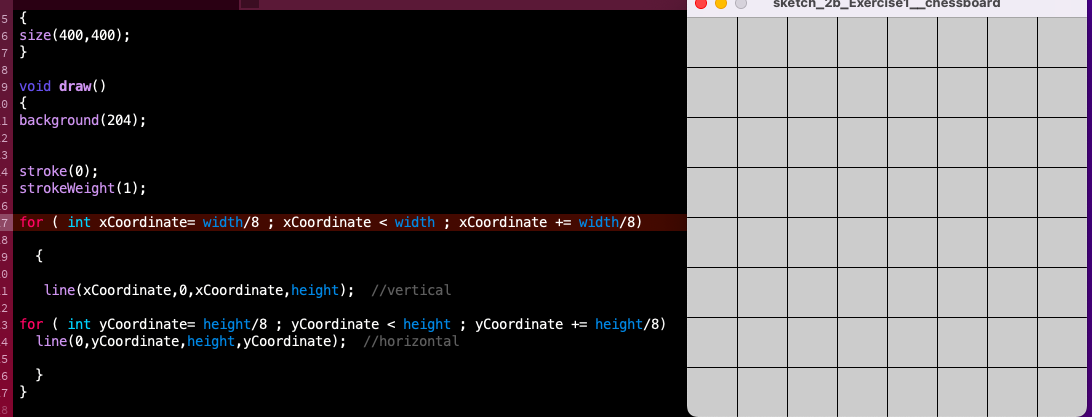 sketch_2b_Exercise1__chessboard
5 {
6 size(400,400);
7 }
8
9 void draw()
0 {
1 background(204);
2
3
4 stroke(0);
5 strokeWeight(1);
6
7 for ( int xCoordinate= width/8 ; xCoordinate < width ; xCoordinate += width/8)
8
9 {
0
1 line(xCoordinate,0,xCoordinate,height); //vertical
2
3 for ( int yCoordinate= height/8 ; yCoordinate < height ; yCoordinate += height/8)
4 line(0,yCoordinate,height,yCoordinate); //horizontal
5
6 }
7 }
8